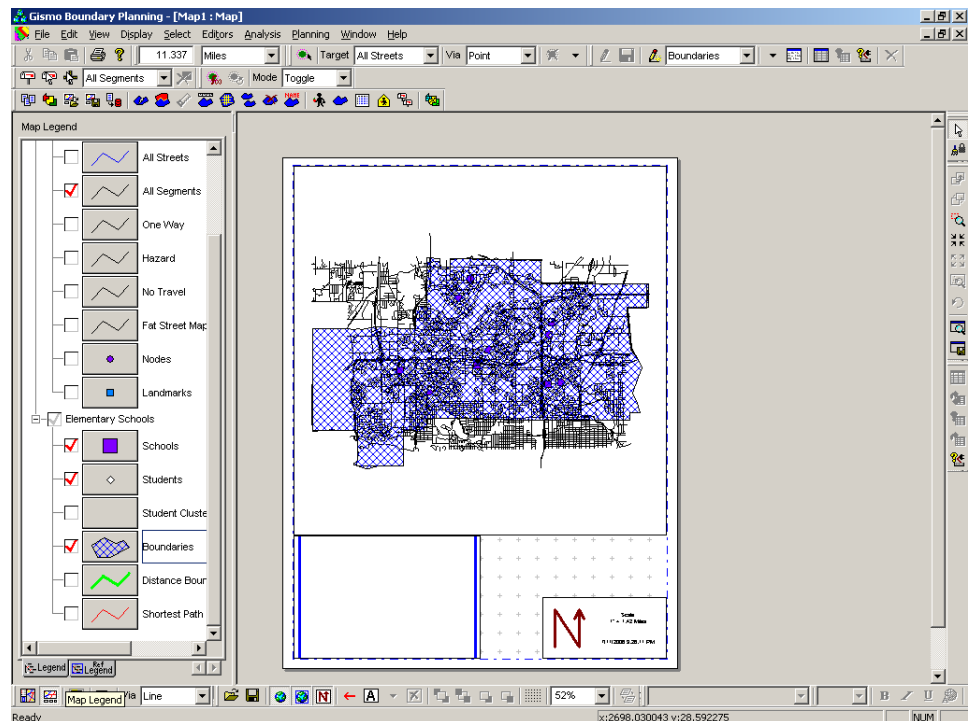 Gismo Boundary Planning - [Map1 : Map]
File Edit View Display Select Editors Analysis Planning Window Help
11.337 Miles Target All Streets Via Point Boundaries
All Segments Mode Toggle
NAME
Map Legend
All Streets
All Segments
One Way
Hazard
No Travel
Fat Street Map
Nodes
Landmarks
Elementary Schools
Schools
Students
Student Cluste
Boundaries
Distance Boun
Shortest Path
N
Scale
Legend Ref Legend
Via Line N A 52% B I U
Map Legend
Ready x:2698.030043 y:28.592275 NUM